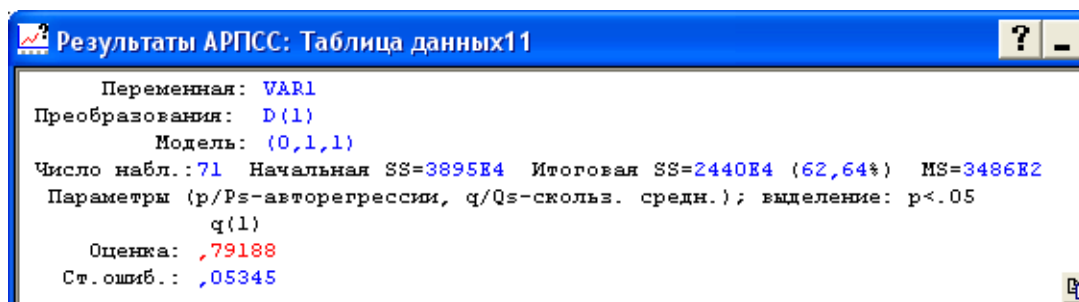 Результаты АРПСС: Таблица данных11
Переменная: VAR1
Преобразования: D(1)
Модель: (0,1,1)
Число набл.:71 Начальная SS=3895E4 Итоговая SS=2440E4 (62,64%) MS=3486E2
Параметры (p/Ps-авторегрессии, q/Qs-скольз. средн.); выделение: p<.05
q(1)
Оценка: ,79188
Ст.ошиб.: ,05345